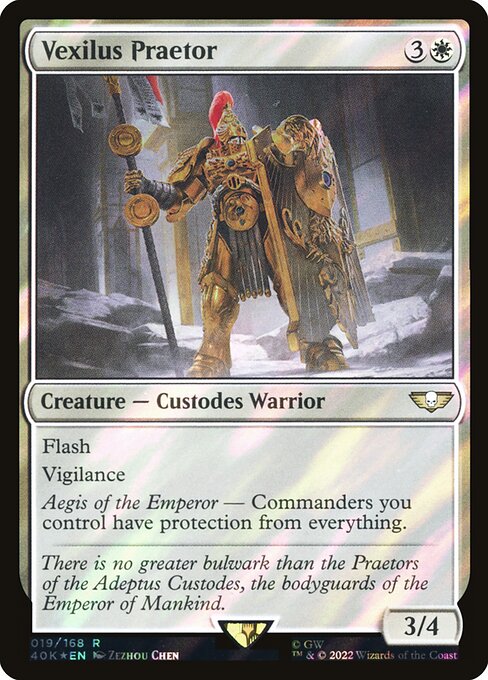 Vexilus Praetor 3
Creature — Custodes Warrior
Flash
Vigilance
Aegis of the Emperor — Commanders you
control have protection from everything.
There is no greater bulwark than the Praetors
of the Adeptus Custodes, the bodyguards of the
Emperor of Mankind.
3/4
019/168 R
40K★EN Zezhou Chen
© GW
™ & © 2022 Wizards of the Coast